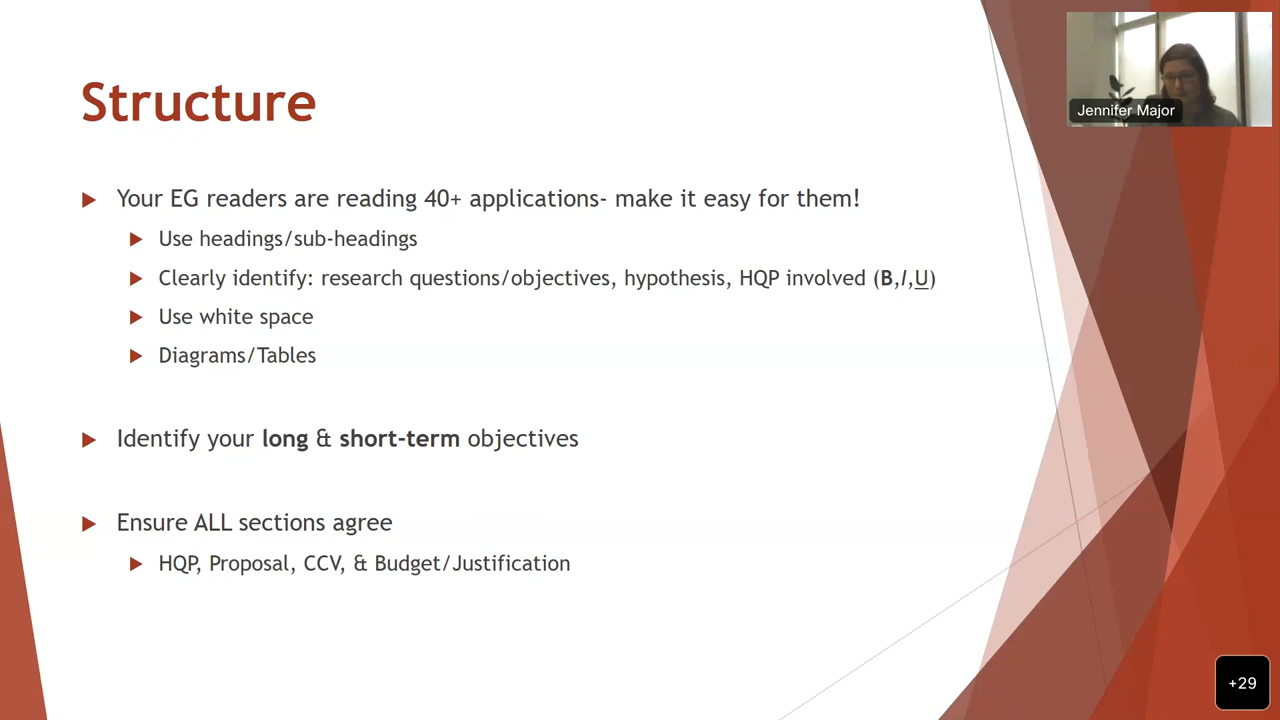 Structure
Jennifer Major
Your EG readers are reading 40+ applications- make it easy for them!
Use headings/sub-headings
Clearly identify: research questions/objectives, hypothesis, HQP involved (B,I,U)
Use white space
Diagrams/Tables
Identify your long & short-term objectives
Ensure ALL sections agree
HQP, Proposal, CCV, & Budget/Justification
+29